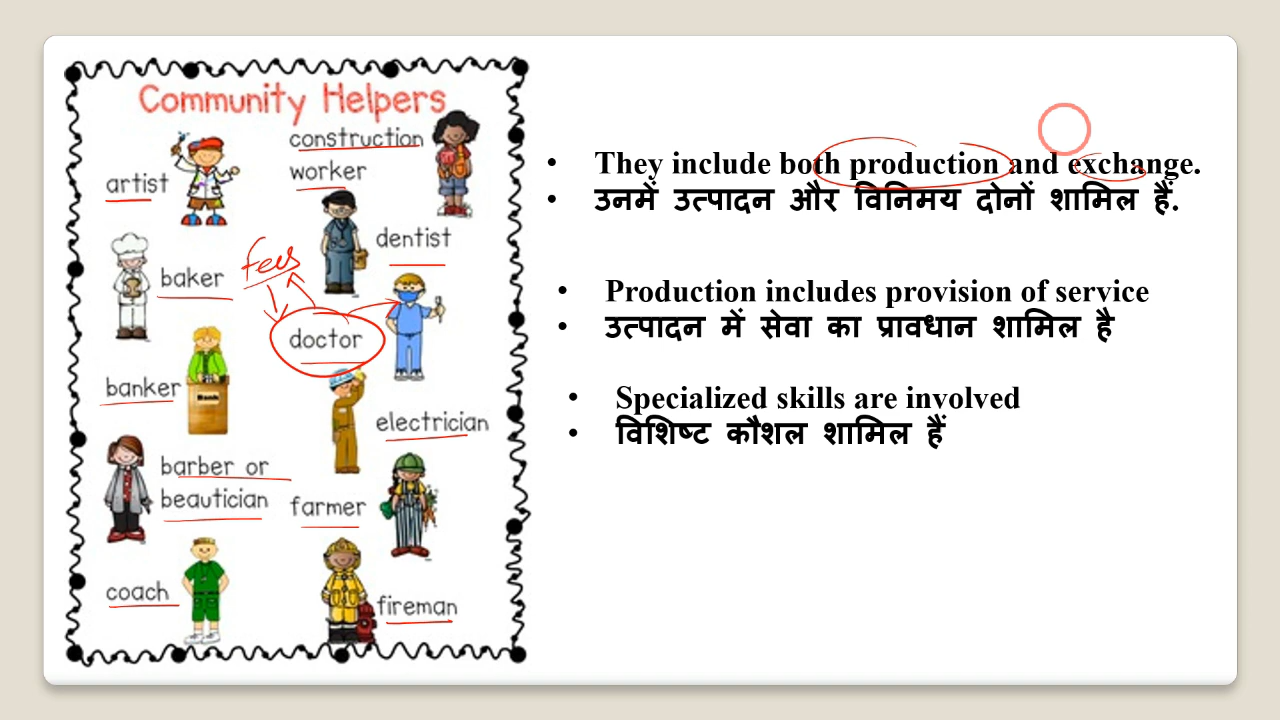 Community Helpers
artist
construction
worker
baker
dentist
fees
doctor
banker
Bank
electrician
barber or
beautician
farmer
coach
fireman
• They include both production and exchange.
• उनमें उत्पादन और विनिमय दोनों शामिल हैं.
• Production includes provision of service
• उत्पादन में सेवा का प्रावधान शामिल है
• Specialized skills are involved
• विशिष्ट कौशल शामिल हैं